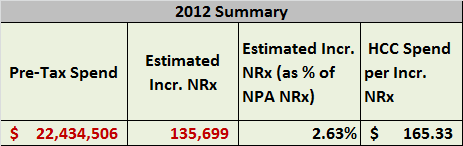 2012 Summary
Pre-Tax Spend
Estimated
Incr. NRx
Estimated Incr.
NRx (as % of
NPA NRx)
HCC Spend
per Incr.
NRx
$ 22,434,506
135,699
2.63%
$ 165.33